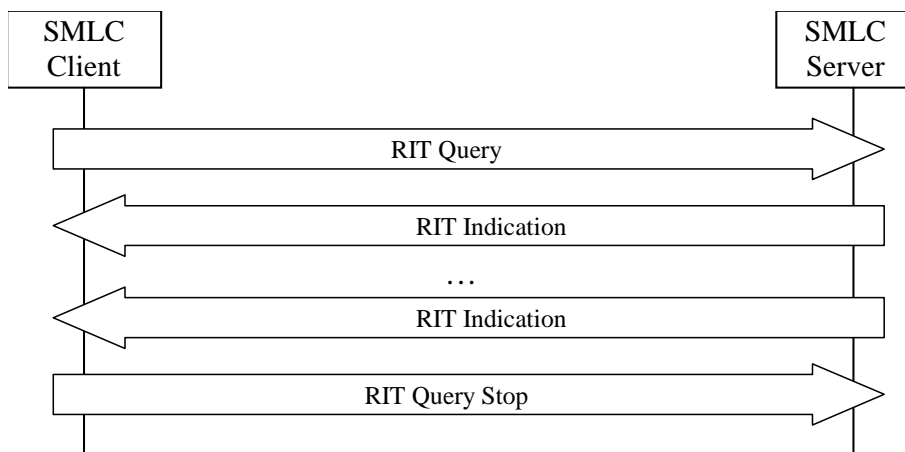 SMLC
Client
SMLC
Server
RIT Query
RIT Indication
...
RIT Indication
RIT Query Stop